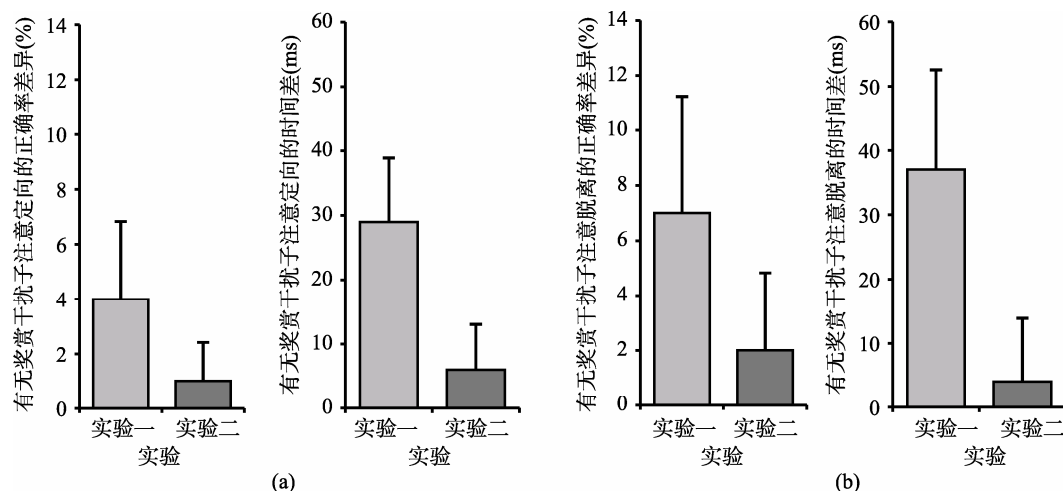 有无奖赏干扰子注意定向的正确率差异(%)
14
12
10
8
6
4
2
0
实验一 实验二
实验
有无奖赏干扰子注意定向的时间差(ms)
60
50
40
30
20
10
0
实验一 实验二
实验
(a)
有无奖赏干扰子注意脱离的正确率差异(%)
14
12
10
8
6
4
2
0
实验一 实验二
实验
有无奖赏干扰子注意脱离的时间差(ms)
60
50
40
30
20
10
0
实验一 实验二
实验
(b)